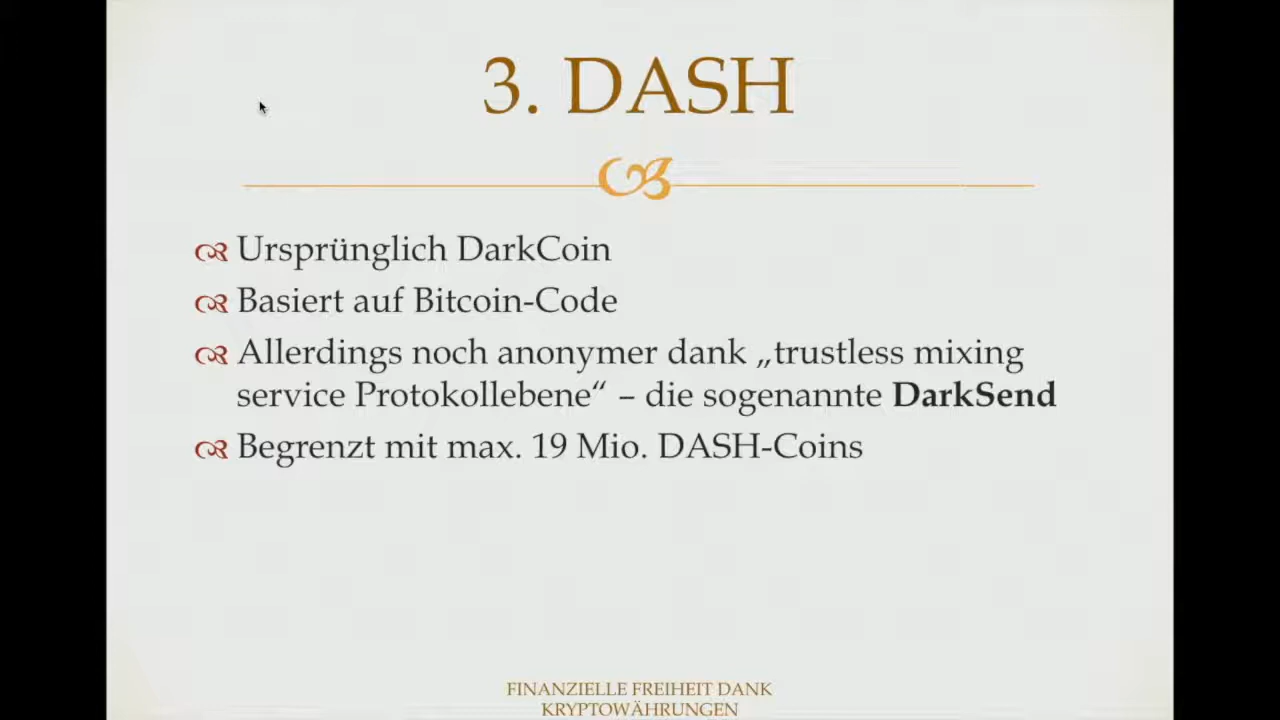 3. DASH
Ursprünglich DarkCoin
Basiert auf Bitcoin-Code
Allerdings noch anonymer dank „trustless mixing
service Protokollebene“ – die sogenannte DarkSend
Begrenzt mit max. 19 Mio. DASH-Coins
FINANZIELLE FREIHEIT DANK
KRYPTOWÄHRUNGEN